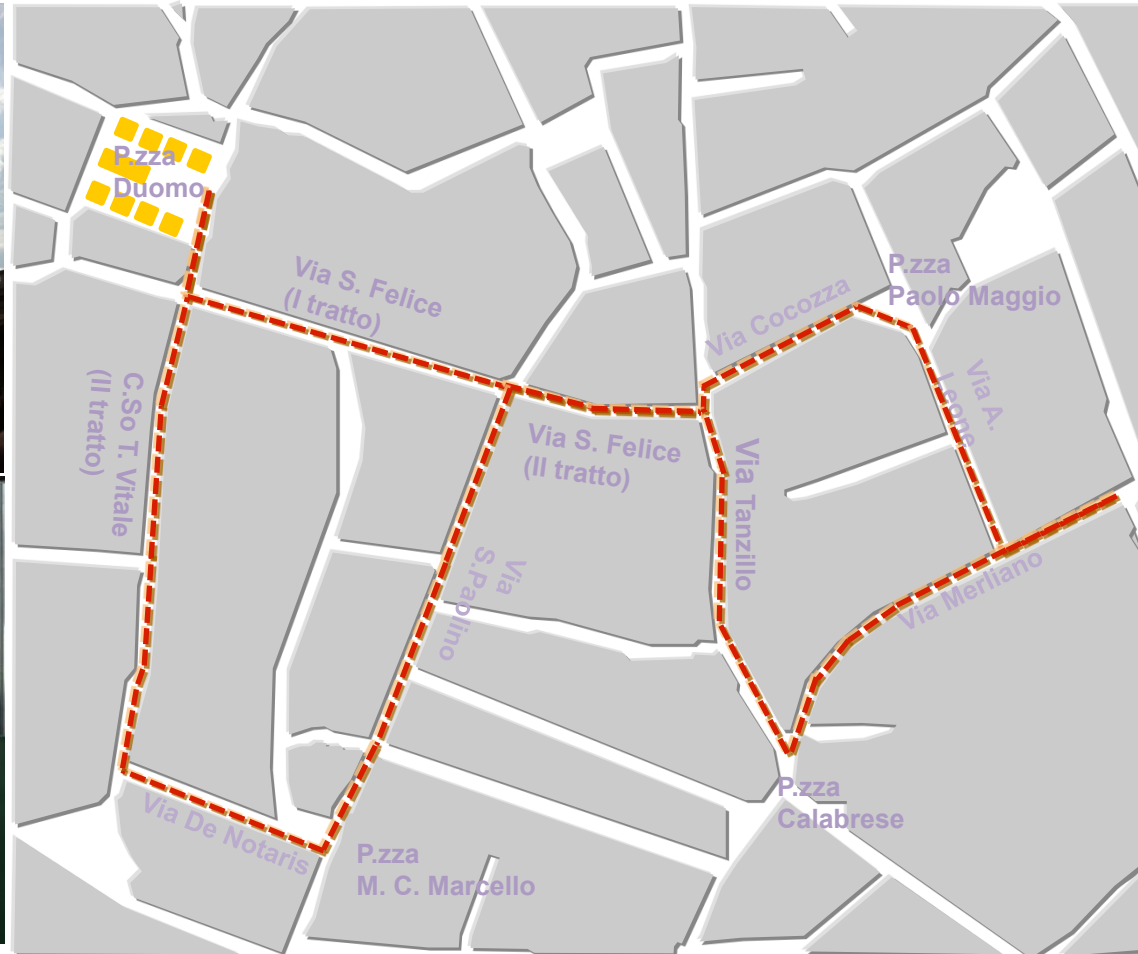 P.zza
Duomo
Via S. Felice
(I tratto)
P.zza
Paolo Maggio
Via Cocozza
Via A.
Leone
C.So T. Vitale
(II tratto)
Via S. Felice
(II tratto)
Via Tanzillo
Via
S.Paolino
Via Merliano
P.zza
Calabrese
Via De Notaris
P.zza
M. C. Marcello